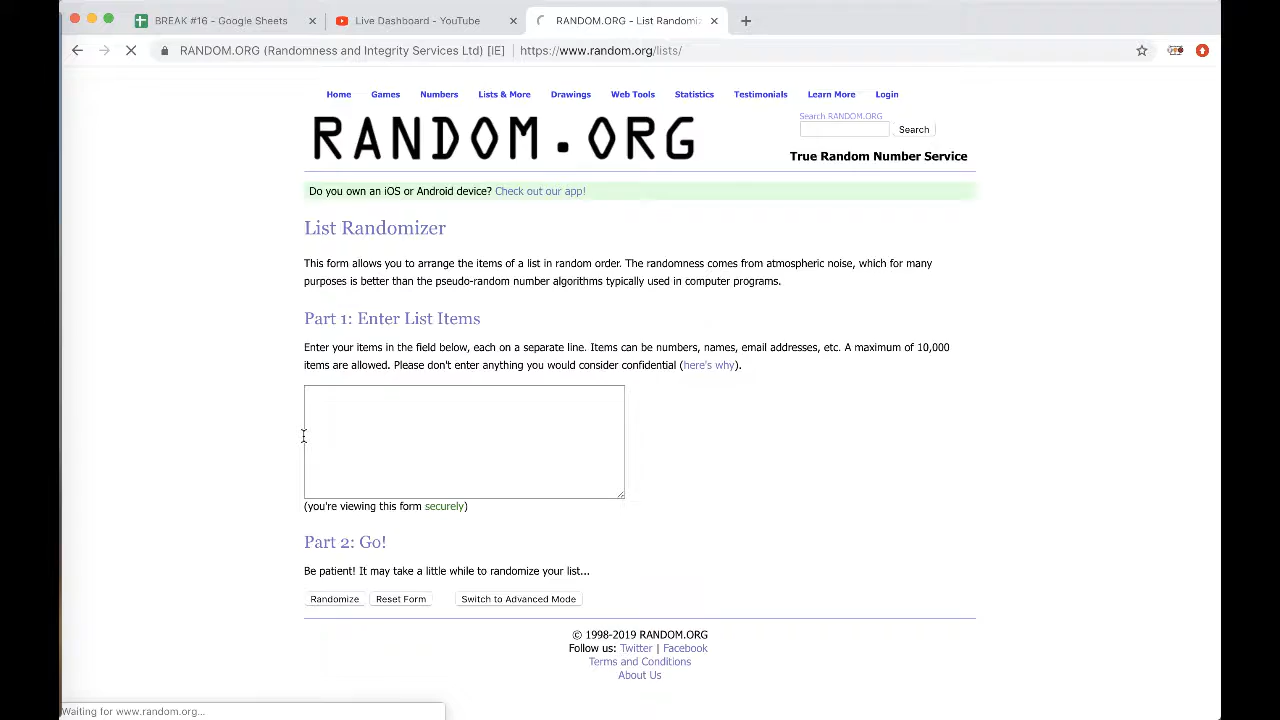 BREAK #16 - Google Sheets
Live Dashboard - YouTube
RANDOM.ORG - List Randomiz
RANDOM.ORG (Randomness and Integrity Services Ltd) [IE]
https://www.random.org/lists/
Home Games Numbers Lists & More Drawings Web Tools Statistics Testimonials Learn More Login
RANDOM.ORG
Search RANDOM.ORG
Search
True Random Number Service
Do you own an iOS or Android device? Check out our app!
List Randomizer
This form allows you to arrange the items of a list in random order. The randomness comes from atmospheric noise, which for many
purposes is better than the pseudo-random number algorithms typically used in computer programs.
Part 1: Enter List Items
Enter your items in the field below, each on a separate line. Items can be numbers, names, email addresses, etc. A maximum of 10,000
items are allowed. Please don't enter anything you would consider confidential (here's why).
(you're viewing this form securely)
Part 2: Go!
Be patient! It may take a little while to randomize your list...
Randomize Reset Form Switch to Advanced Mode
© 1998-2019 RANDOM.ORG
Follow us: Twitter | Facebook
Terms and Conditions
About Us
Waiting for www.random.org...